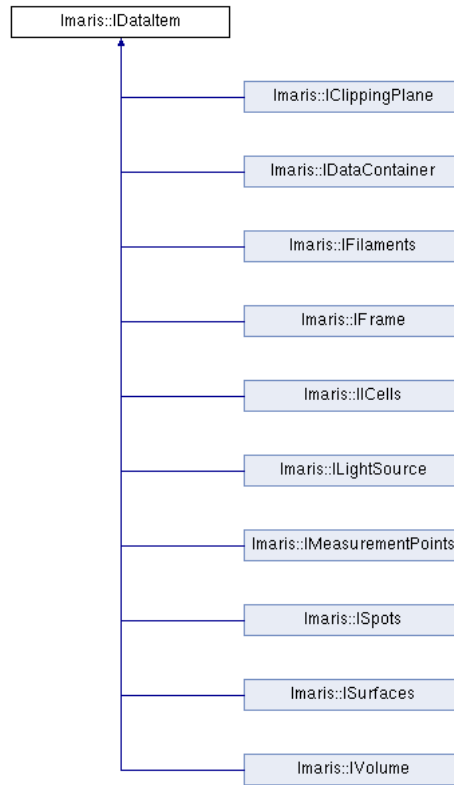 Imaris::IDataItem
Imaris::IClippingPlane
Imaris::IDataContainer
Imaris::IFilaments
Imaris::IFrame
Imaris::IICells
Imaris::ILightSource
Imaris::IMeasurementPoints
Imaris::ISpots
Imaris::ISurfaces
Imaris::IVolume